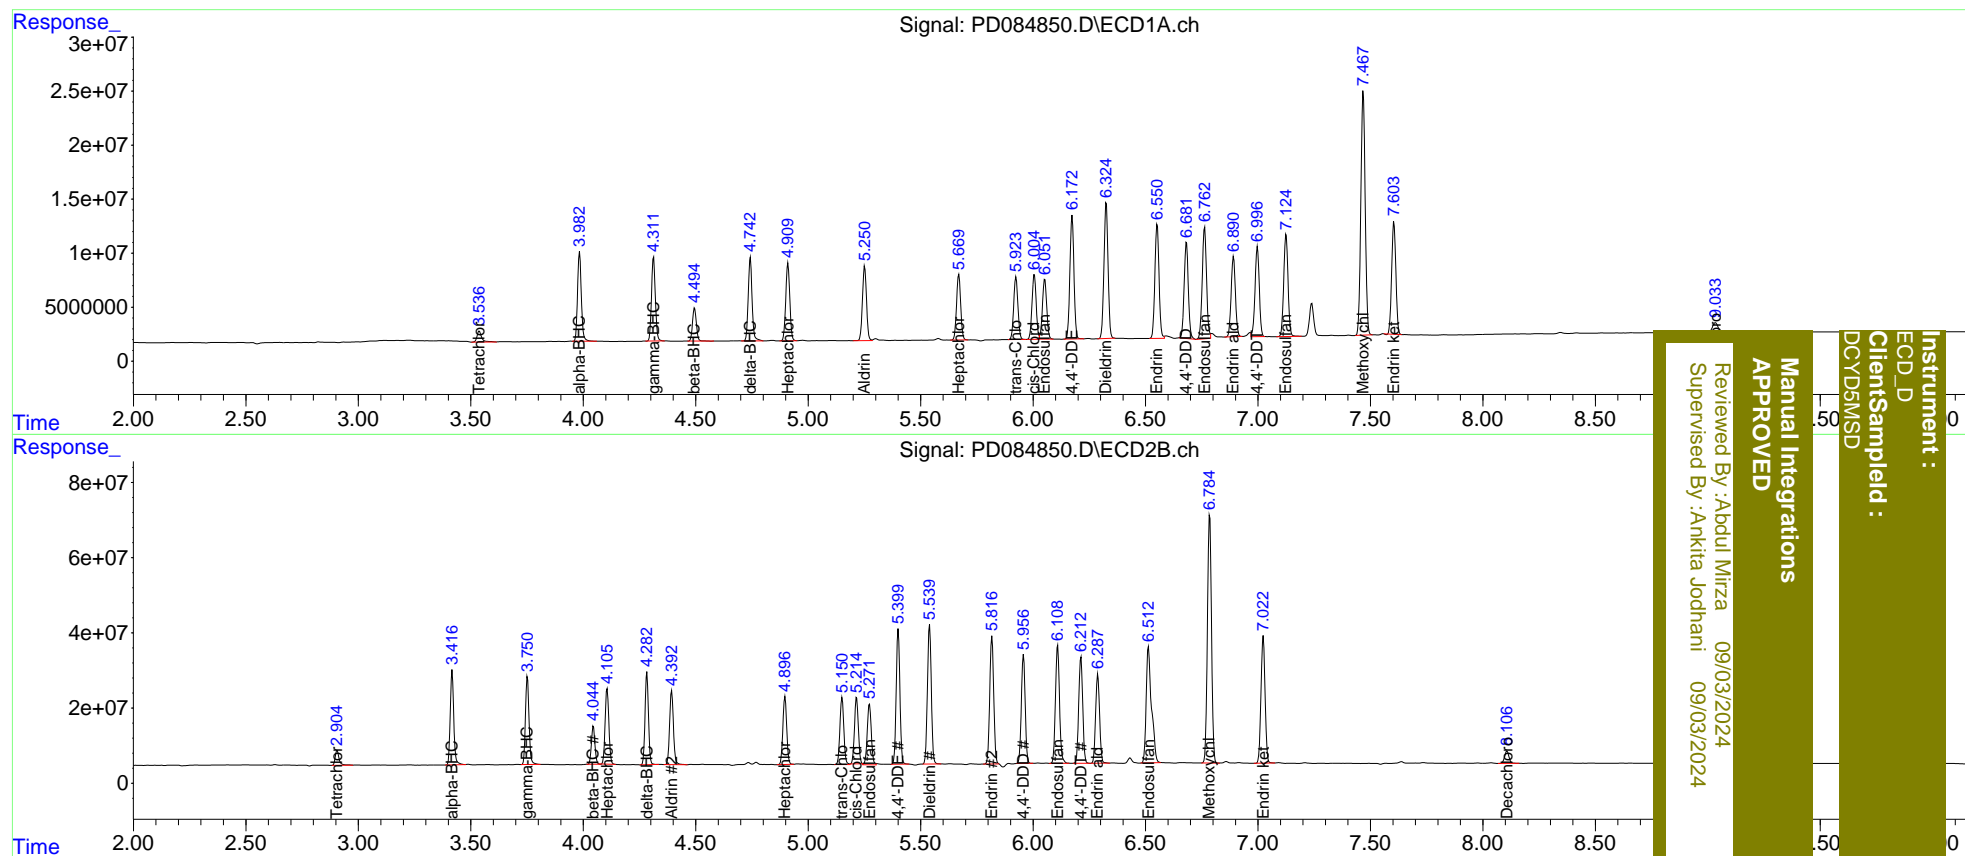 Response_
Signal: PD084850.D\ECD1A.ch
3e+07
2.5e+07
2e+07
1.5e+07
1e+07
5000000
0
3.536
3.982
4.311
4.494
4.742
4.909
5.250
5.669
5.923
6.004
6.051
6.172
6.324
6.550
6.681
6.762
6.890
6.996
7.124
7.467
7.603
9.033
Tetrachlor
alpha-BHC
gamma-BHC
beta-BHC
delta-BHC
Heptachlor
Aldrin
Heptachlor
trans-Chlo
cis-Chlord
Endosulfan
4,4'-DDE
Dieldrin
Endrin
4,4'-DDD
Endosulfan
Endrin ald
4,4'-DDT
Endosulfan
Methoxychl
Endrin ket
Time
2.00 2.50 3.00 3.50 4.00 4.50 5.00 5.50 6.00 6.50 7.00 7.50 8.00 8.50
Response_
Signal: PD084850.D\ECD2B.ch
8e+07
6e+07
4e+07
2e+07
0
2.904
3.416
3.750
4.044
4.105
4.282
4.392
4.896
5.150
5.214
5.271
5.399
5.539
5.816
5.956
6.108
6.212
6.287
6.512
6.784
7.022
8.106
Tetrachlor
alpha-BHC
gamma-BHC
beta-BHC #
Heptachlor
delta-BHC
Aldrin #2
Heptachlor
trans-Chlo
cis-Chlord
Endosulfan
4,4'-DDE #
Dieldrin #
Endrin #2
4,4'-DDD #
Endosulfan
4,4'-DDT #
Endrin ald
Endosulfan
Methoxychl
Endrin ket
Decachloro
Time
2.00 2.50 3.00 3.50 4.00 4.50 5.00 5.50 6.00 6.50 7.00 7.50 8.00 8.50
Instrument :
ECD_D
ClientSampleId :
DCYD5MSD
Manual Integrations
APPROVED
Reviewed By :Abdul Mirza 09/03/2024
Supervised By :Ankita Jodhani 09/03/2024